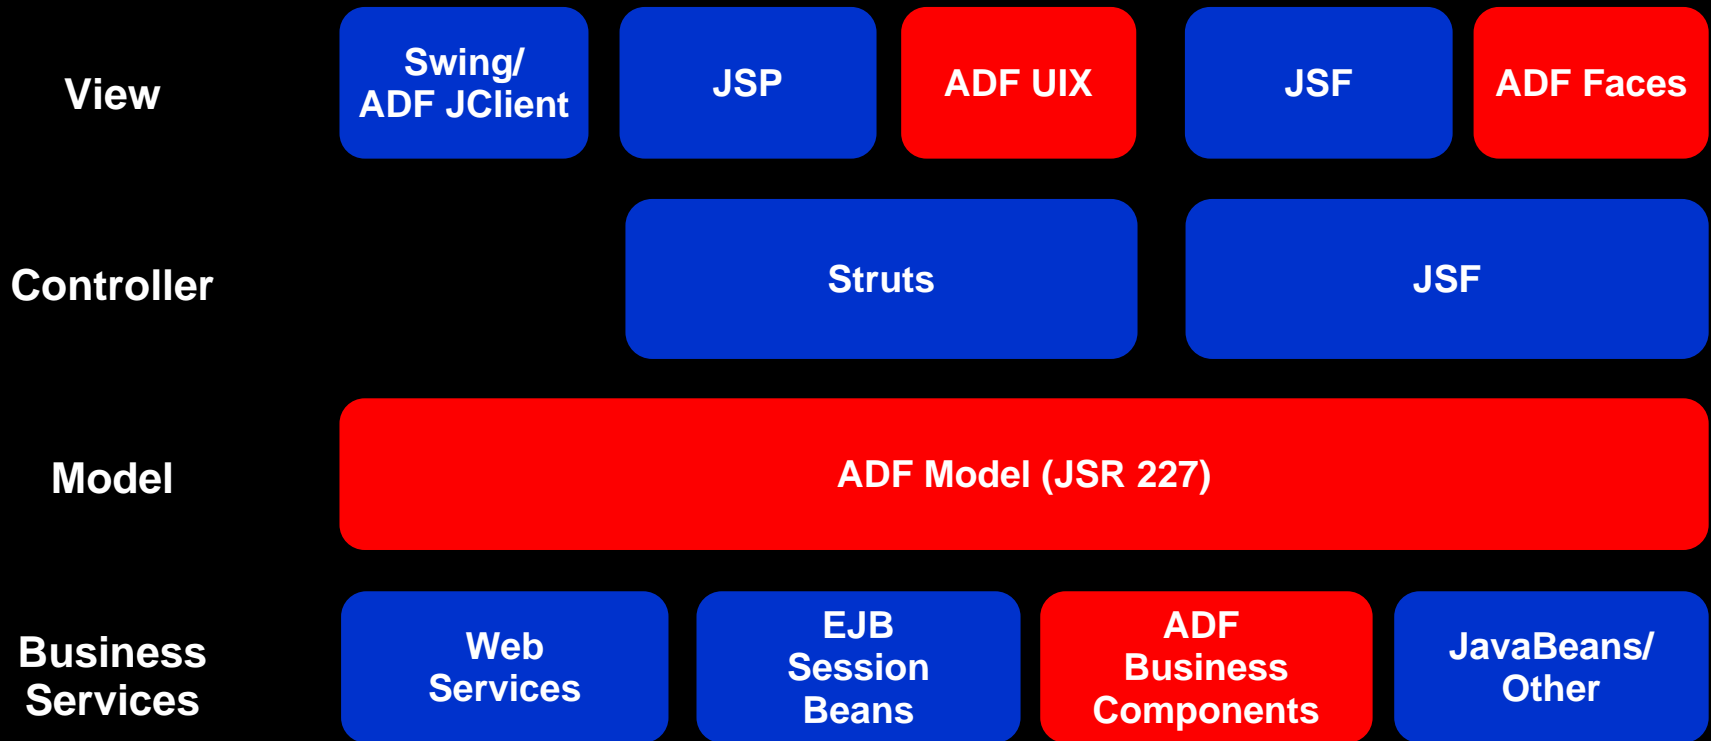 View
Swing/
ADF JClient
JSP
ADF UIX
JSF
ADF Faces
Controller
Struts
JSF
Model
ADF Model (JSR 227)
Business
Services
Web
Services
EJB
Session
Beans
ADF
Business
Components
JavaBeans/
Other